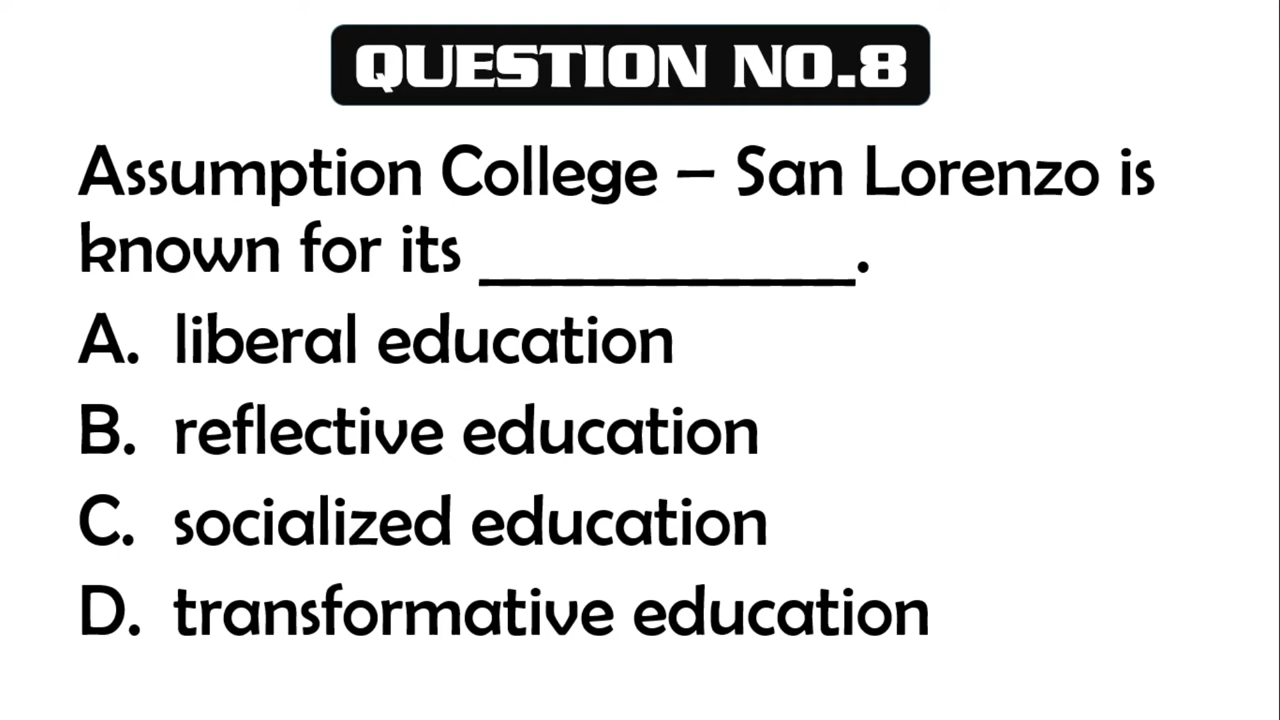 QUESTION NO.8
Assumption College – San Lorenzo is
known for its ____________.
A. liberal education
B. reflective education
C. socialized education
D. transformative education